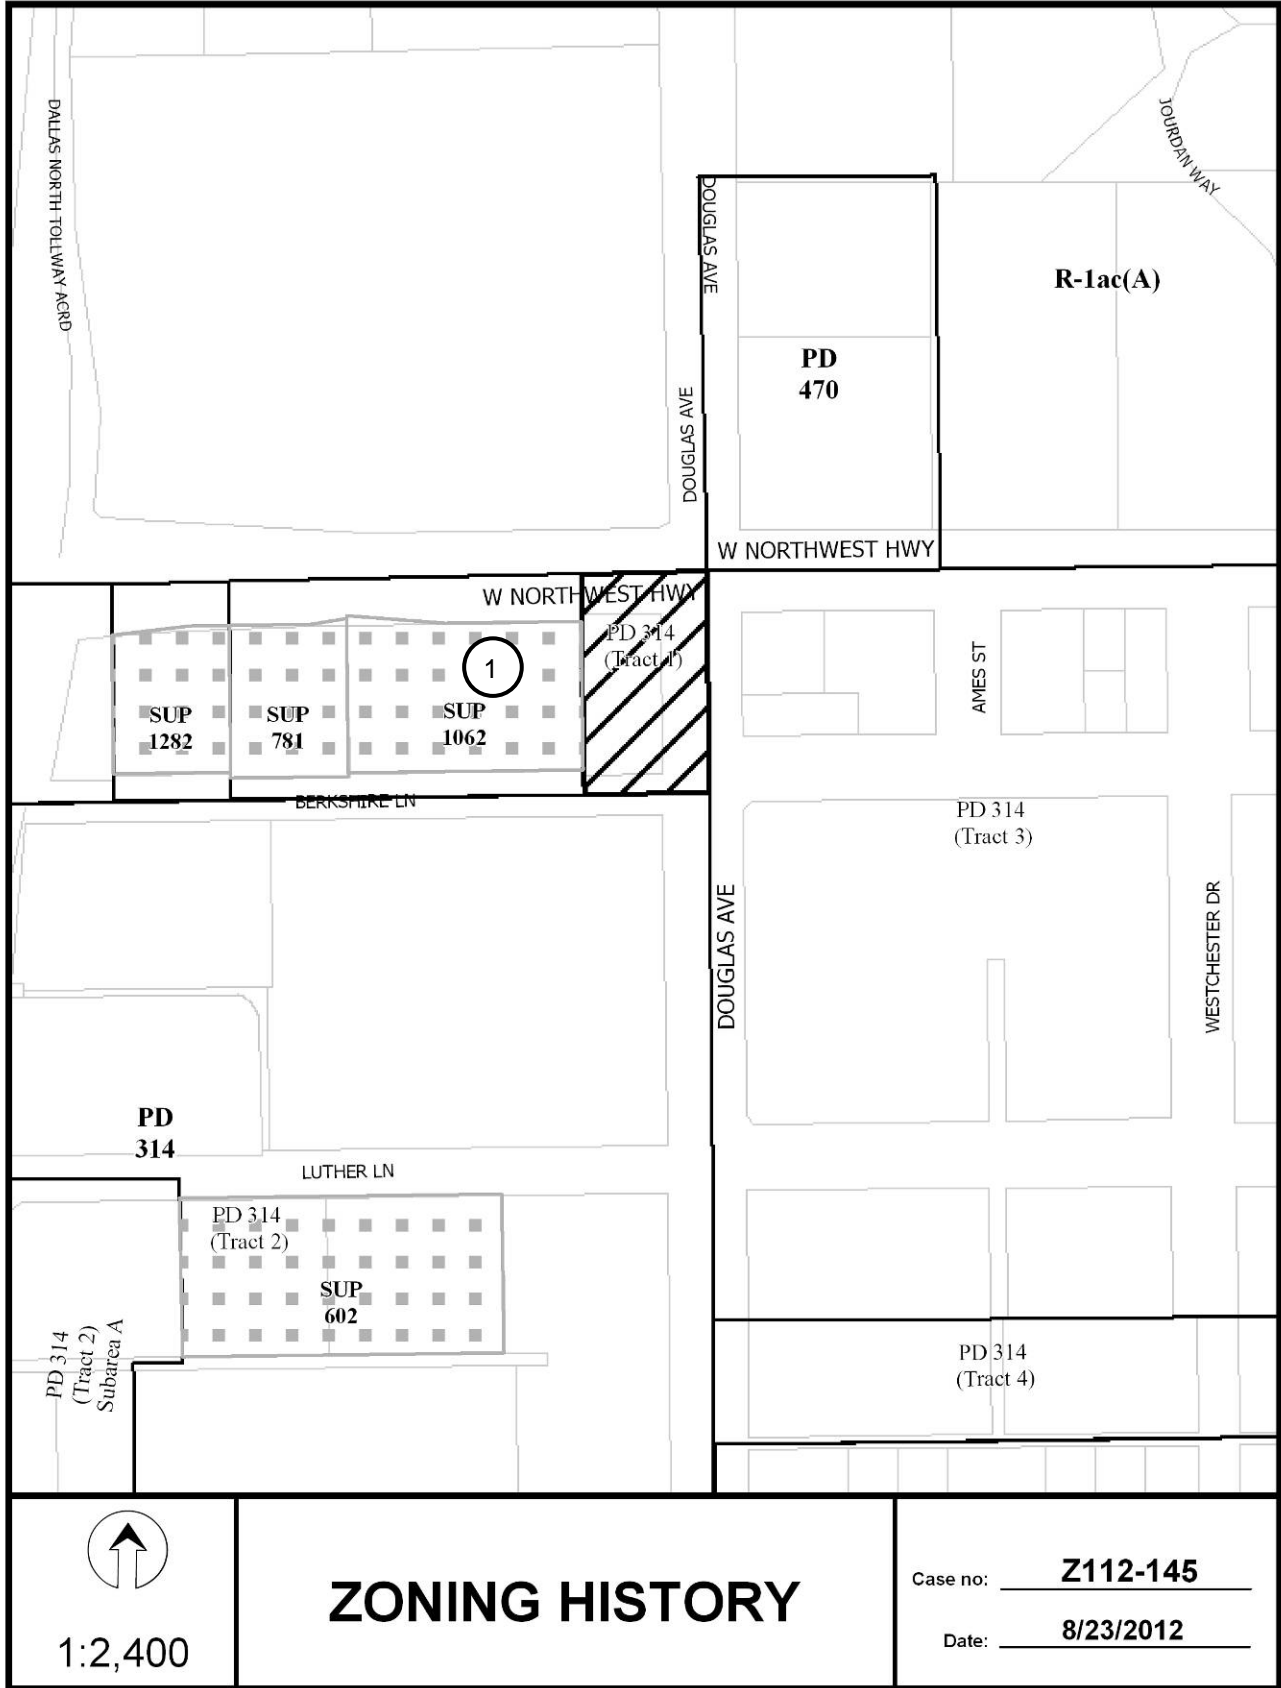 DALLAS NORTH TOLLWAY ACRD
JOURDAN WAY
DOUGLAS AVE
R-1ac(A)
PD
470
DOUGLAS AVE
W NORTHWEST HWY
W NORTHWEST HWY
PD 314
(Tract 1)
AMES ST
1
SUP
1282
SUP
781
SUP
1062
BERKSHIRE LN
PD 314
(Tract 3)
DOUGLAS AVE
WESTCHESTER DR
PD
314
LUTHER LN
PD 314
(Tract 2)
SUP
602
PD 314
(Tract 2)
Subarea A
PD 314
(Tract 4)
1:2,400
ZONING HISTORY
Case no: Z112-145
Date: 8/23/2012